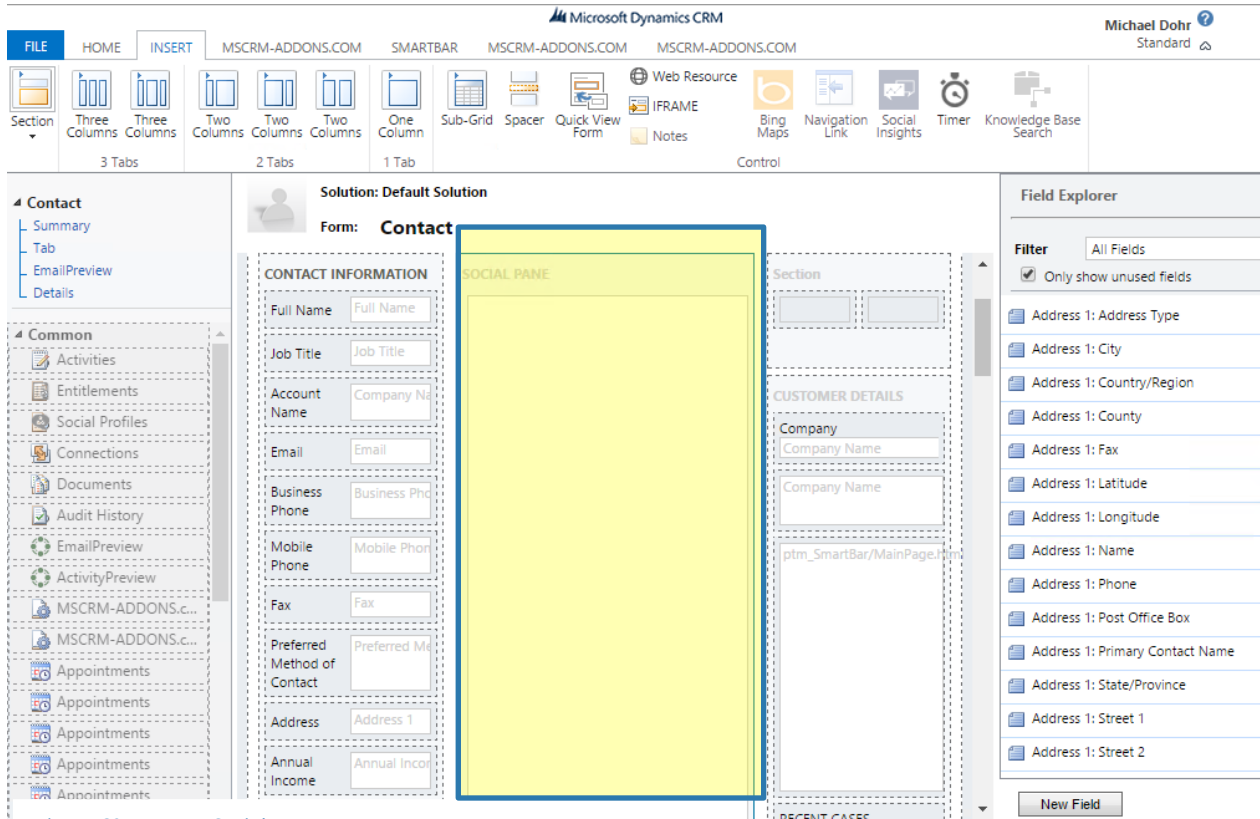 Microsoft Dynamics CRM
Michael Dohr
Standard
FILE HOME INSERT MSCRM-ADDONS.COM SMARTBAR MSCRM-ADDONS.COM MSCRM-ADDONS.COM
Section
Three Columns
Three Columns
Two Columns
Two Columns
Two Columns
One Column
Sub-Grid
Spacer
Quick View Form
Web Resource
IFRAME
Notes
Bing Maps
Navigation Link
Social Insights
Timer
Knowledge Base Search
3 Tabs
2 Tabs
1 Tab
Control
Contact
Summary
Tab
EmailPreview
Details
Common
Activities
Entitlements
Social Profiles
Connections
Documents
Audit History
EmailPreview
ActivityPreview
MSCRM-ADDONS.c...
MSCRM-ADDONS.c...
Appointments
Appointments
Appointments
Appointments
Appointments
Solution: Default Solution
Form: Contact
CONTACT INFORMATION
Full Name Full Name
Job Title Job Title
Account Name Company Na
Email Email
Business Phone Business Pho
Mobile Phone Mobile Phon
Fax Fax
Preferred Method of Contact Preferred Me
Address Address 1
Annual Income Annual Incor
SOCIAL PANE
Section
CUSTOMER DETAILS
Company
Company Name
Company Name
ptm_SmartBar/MainPage.htm
RECENT CASES
Field Explorer
Filter All Fields
Only show unused fields
Address 1: Address Type
Address 1: City
Address 1: Country/Region
Address 1: County
Address 1: Fax
Address 1: Latitude
Address 1: Longitude
Address 1: Name
Address 1: Phone
Address 1: Post Office Box
Address 1: Primary Contact Name
Address 1: State/Province
Address 1: Street 1
Address 1: Street 2
New Field